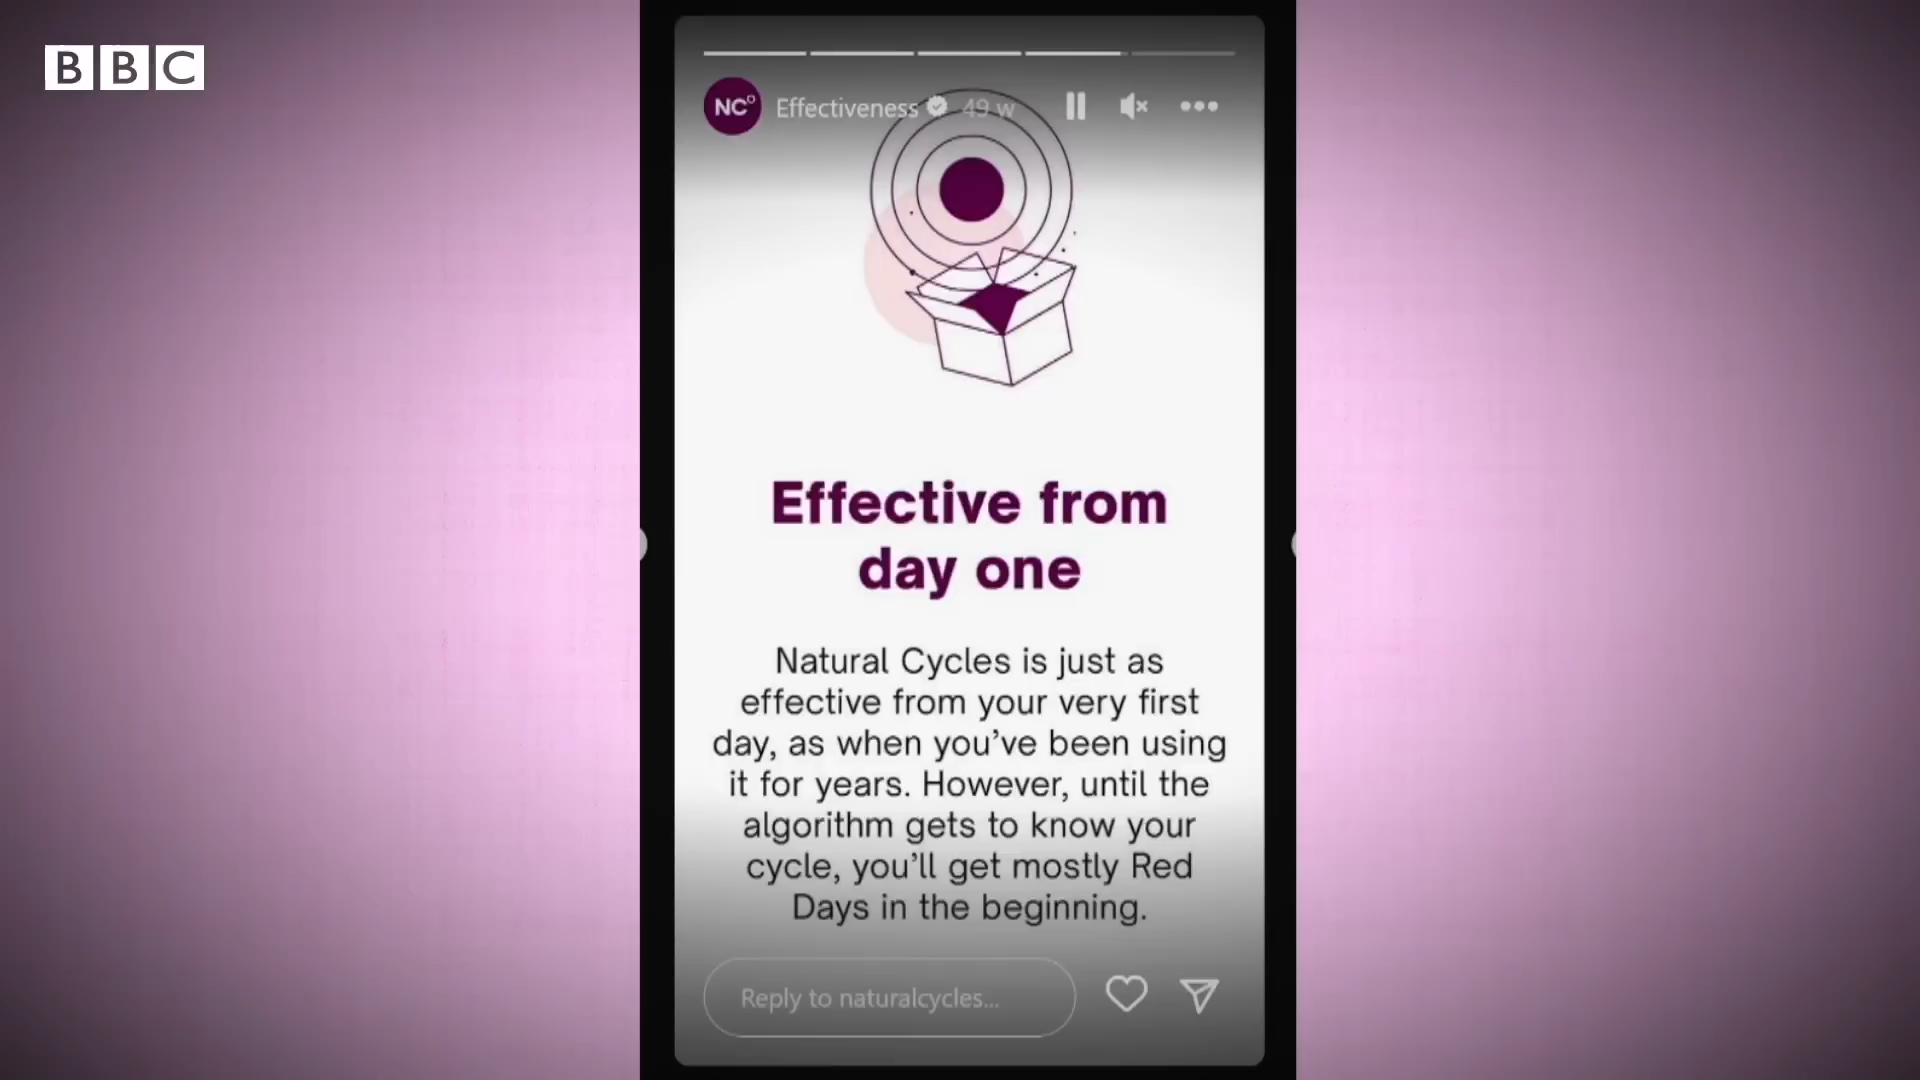 BBC
NC° Effectiveness 49 w
Effective from
day one
Natural Cycles is just as
effective from your very first
day, as when you've been using
it for years. However, until the
algorithm gets to know your
cycle, you'll get mostly Red
Days in the beginning.
Reply to naturalcycles...